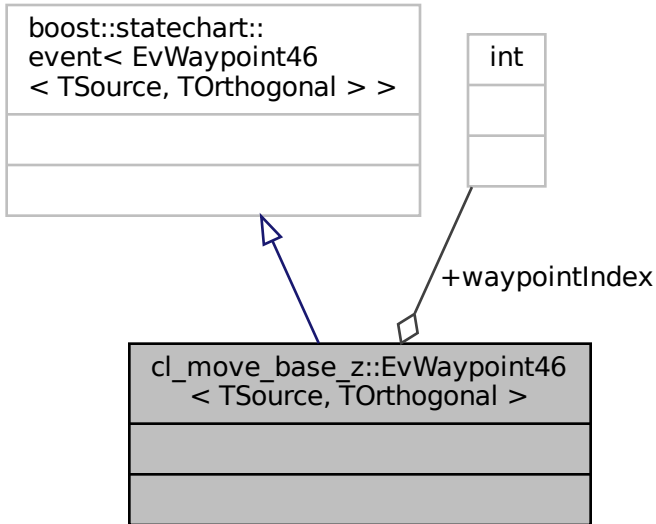 boost::statechart::
event< EvWaypoint46
< TSource, TOrthogonal > >
int
+waypointIndex
cl_move_base_z::EvWaypoint46
< TSource, TOrthogonal >